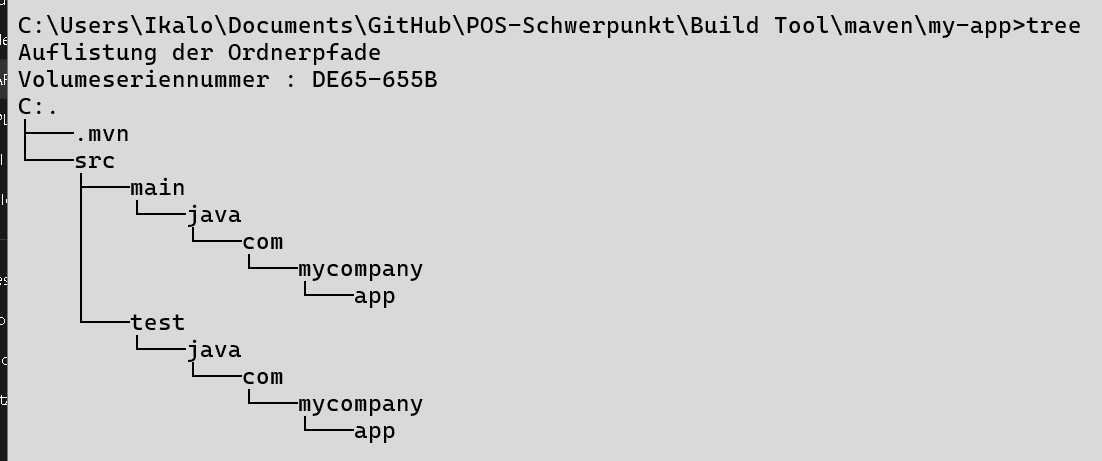 C:\Users\Ikalo\Documents\GitHub\POS-Schwerpunkt\Build Tool\maven\my-app>tree
Auflistung der Ordnerpfade
Volumeseriennummer : DE65-655B
C:.
├───.mvn
└───src
    ├───main
    │   └───java
    │       └───com
    │           └───mycompany
    │               └───app
    └───test
        └───java
            └───com
                └───mycompany
                    └───app